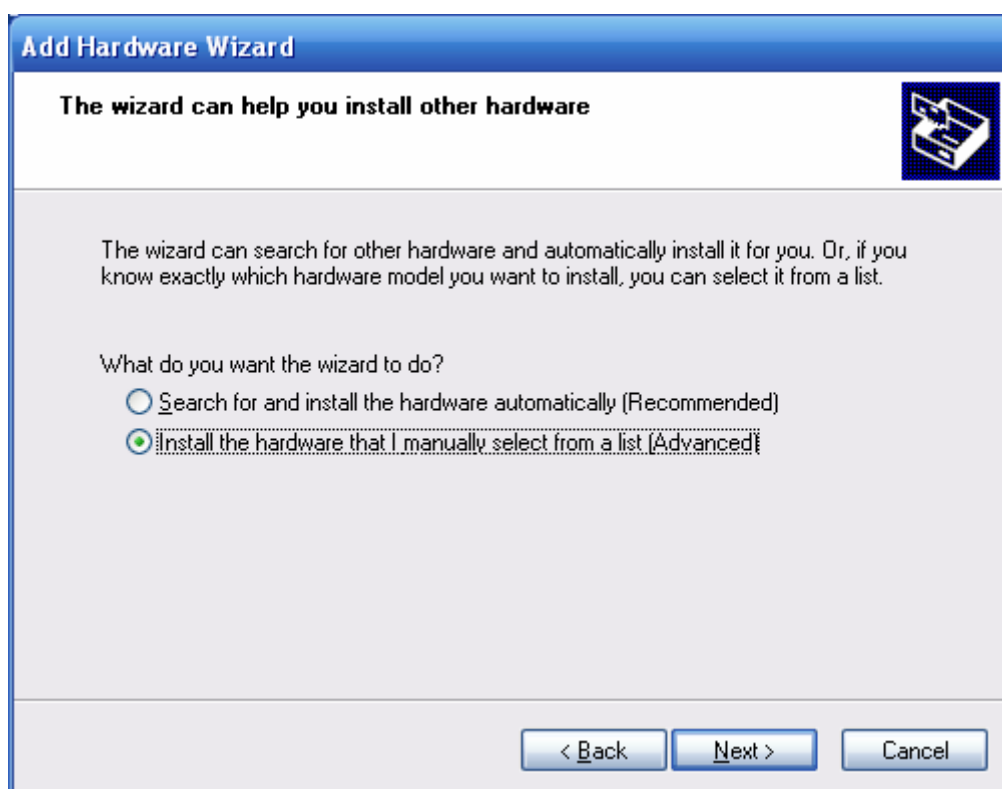 Add Hardware Wizard
The wizard can help you install other hardware
The wizard can search for other hardware and automatically install it for you. Or, if you
know exactly which hardware model you want to install, you can select it from a list.
What do you want the wizard to do?
Search for and install the hardware automatically (Recommended)
Install the hardware that I manually select from a list (Advanced)
< Back
Next >
Cancel